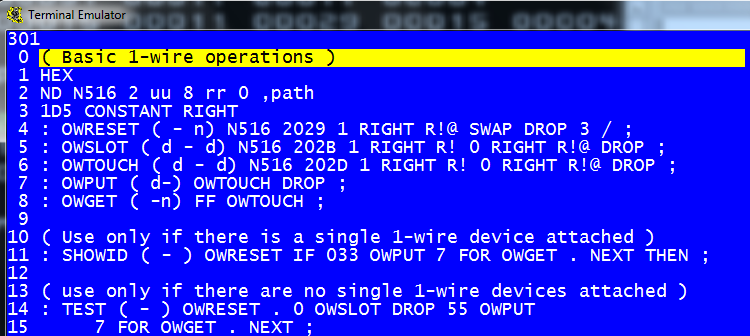 Terminal Emulator
301
0 ( Basic 1-wire operations )
1 HEX
2 ND N516 2 uu 8 rr 0 ,path
3 1D5 CONSTANT RIGHT
4 : OWRESET ( - n) N516 2029 1 RIGHT R!@ SWAP DROP 3 / ;
5 : OWSLOT ( d - d) N516 202B 1 RIGHT R! 0 RIGHT R!@ DROP ;
6 : OWTOUCH ( d - d) N516 202D 1 RIGHT R! 0 RIGHT R!@ DROP ;
7 : OWPUT ( d-) OWTOUCH DROP ;
8 : OWGET ( -n) FF OWTOUCH ;
9
10 ( Use only if there is a single 1-wire device attached )
11 : SHOWID ( - ) OWRESET IF 033 OWPUT 7 FOR OWGET . NEXT THEN ;
12
13 ( use only if there are no single 1-wire devices attached )
14 : TEST ( - ) OWRESET . 0 OWSLOT DROP 55 OWPUT
15 7 FOR OWGET . NEXT ;